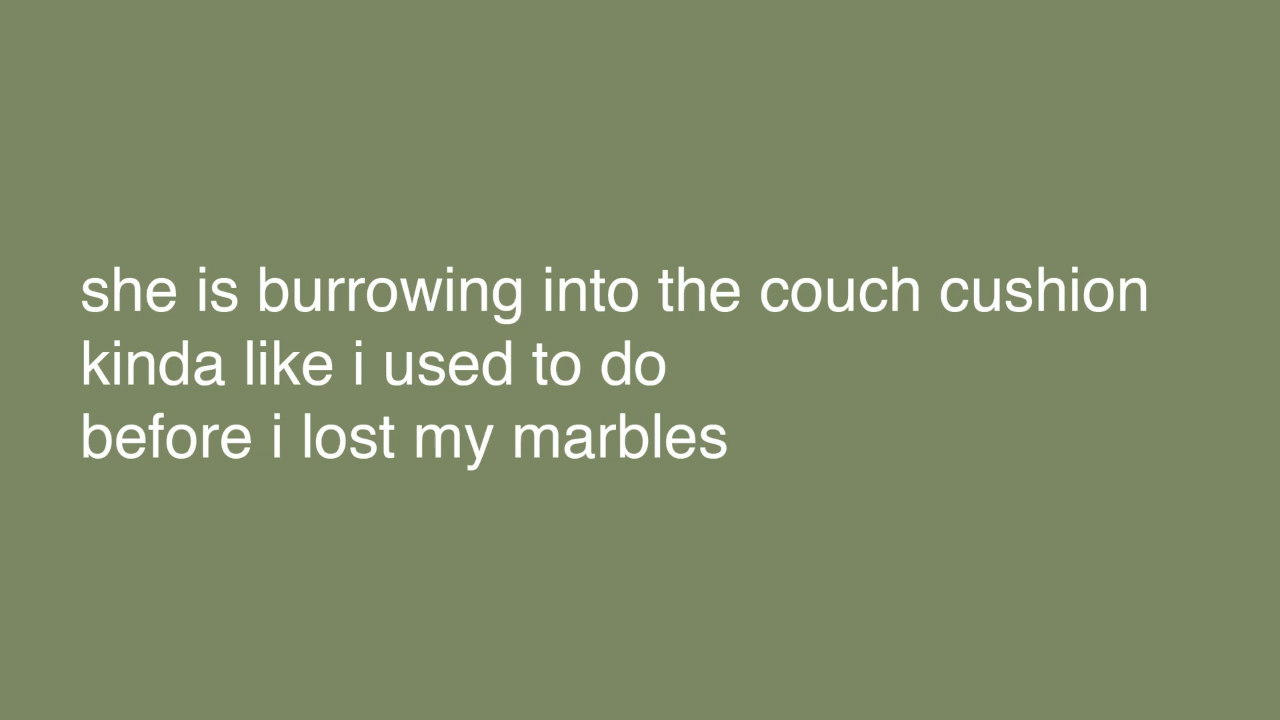 she is burrowing into the couch cushion
kinda like i used to do
before i lost my marbles